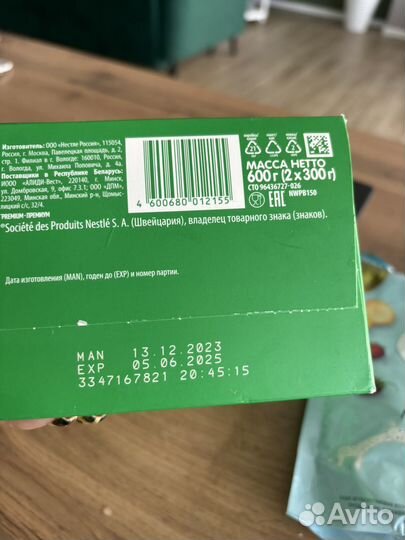 Изготовитель: ООО «Нестле Россия», 115054,
Россия, г. Москва, Павелецкая площадь, д. 2,
стр. 1. Филиал в г. Вологде: 160010, Россия,
г. Вологда, ул. Михаила Поповича, д. 4а.
Поставщики в Республике Беларусь:
ИООО «АЛИДИ-Вест», 220140, г. Минск,
ул. Домбровская, 9, офис 7.3.1; ООО «ДПМ»,
223049, Минская обл., Минский р-н, Щомыс-
лицкий с/с, 32/4.
PREMIUM-ПРЕМИУМ
®Société des Produits Nestlé S. A. (Швейцария), владелец товарного знака (знаков).
4 600680 012155
МАССА НЕТТО
600 г (2 x 300 г)
СТО 96436727-026
EAC NWPB150
Дата изготовления (MAN), годен до (EXP) и номер партии.
MAN 13.12.2023
EXP 05.06.2025
3347167821 20:45:15
Avito